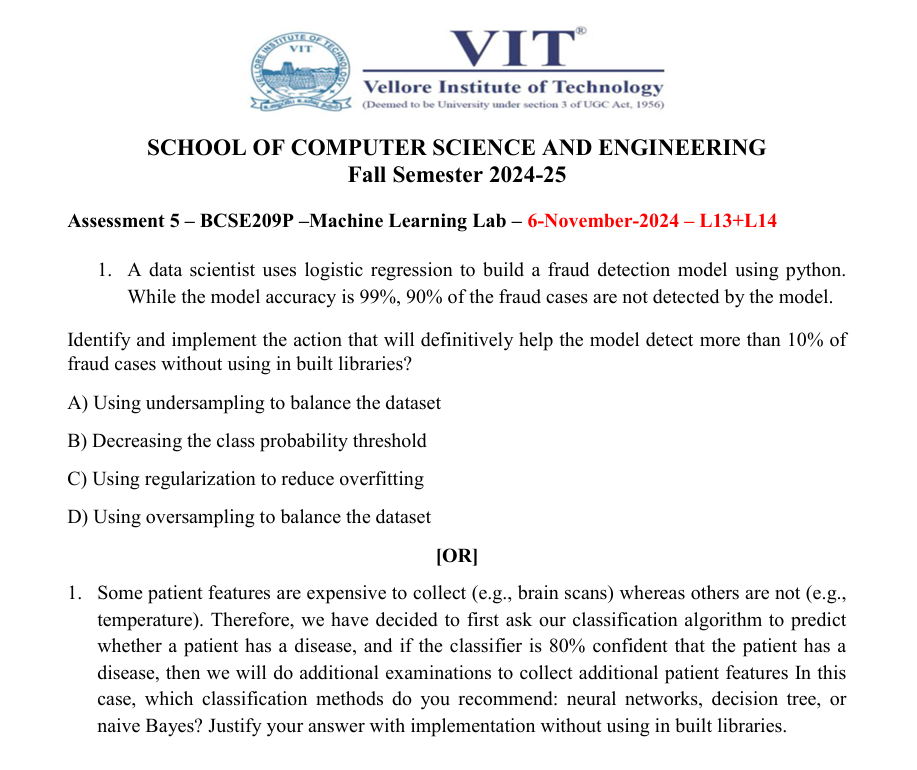 VELLORE INSTITUTE OF TECHNOLOGY
VIT
VIT®
Vellore Institute of Technology
(Deemed to be University under section 3 of UGC Act, 1956)
SCHOOL OF COMPUTER SCIENCE AND ENGINEERING
Fall Semester 2024-25
Assessment 5 – BCSE209P –Machine Learning Lab – 6-November-2024 – L13+L14
1. A data scientist uses logistic regression to build a fraud detection model using python.
While the model accuracy is 99%, 90% of the fraud cases are not detected by the model.
Identify and implement the action that will definitively help the model detect more than 10% of
fraud cases without using in built libraries?
A) Using undersampling to balance the dataset
B) Decreasing the class probability threshold
C) Using regularization to reduce overfitting
D) Using oversampling to balance the dataset
[OR]
1. Some patient features are expensive to collect (e.g., brain scans) whereas others are not (e.g.,
temperature). Therefore, we have decided to first ask our classification algorithm to predict
whether a patient has a disease, and if the classifier is 80% confident that the patient has a
disease, then we will do additional examinations to collect additional patient features In this
case, which classification methods do you recommend: neural networks, decision tree, or
naive Bayes? Justify your answer with implementation without using in built libraries.